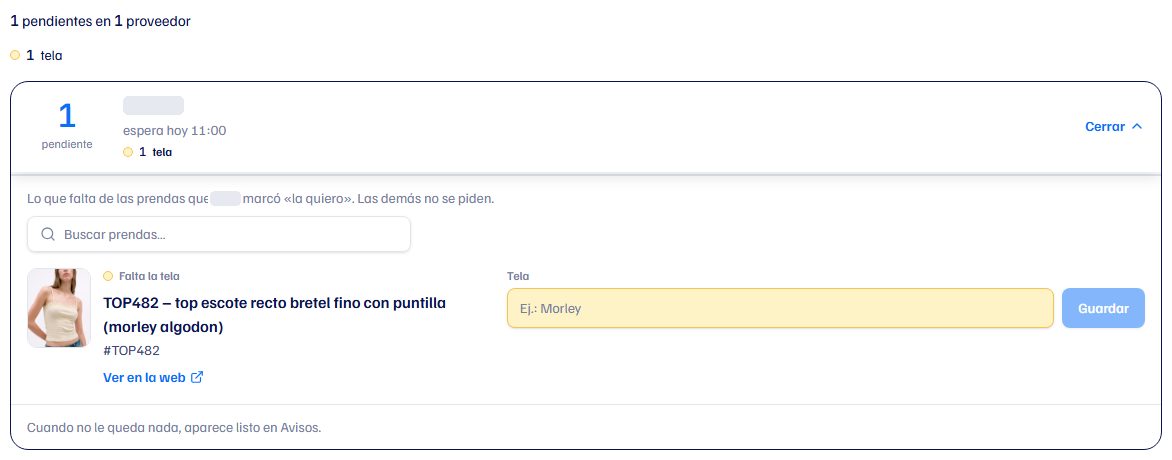 1 pendientes en 1 proveedor
1 tela
1
pendiente
espera hoy 11:00
1 tela
Cerrar
Lo que falta de las prendas que marcó «la quiero». Las demás no se piden.
Buscar prendas...
Falta la tela
TOP482 – top escote recto bretel fino con puntilla
(morley algodon)
#TOP482
Ver en la web
Tela
Ej.: Morley
Guardar
Cuando no le queda nada, aparece listo en Avisos.